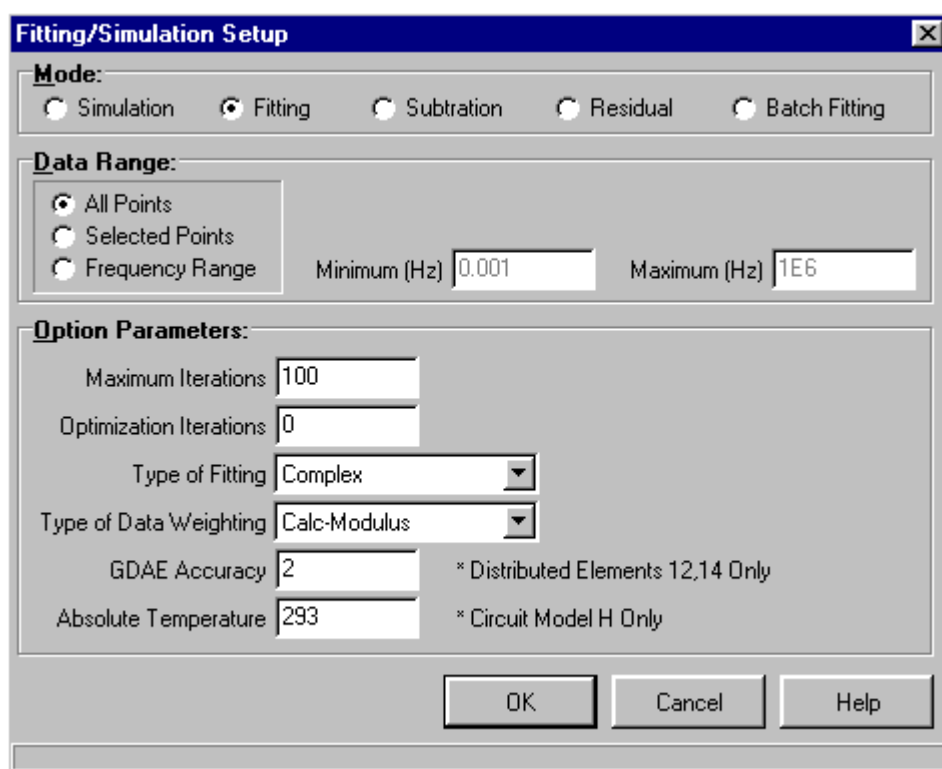 Fitting/Simulation Setup
Mode:
Simulation Fitting Subtration Residual Batch Fitting
Data Range:
All Points
Selected Points
Frequency Range Minimum (Hz) 0.001 Maximum (Hz) 1E6
Option Parameters:
Maximum Iterations 100
Optimization Iterations 0
Type of Fitting Complex
Type of Data Weighting Calc-Modulus
GDAE Accuracy 2 * Distributed Elements 12,14 Only
Absolute Temperature 293 * Circuit Model H Only
OK Cancel Help